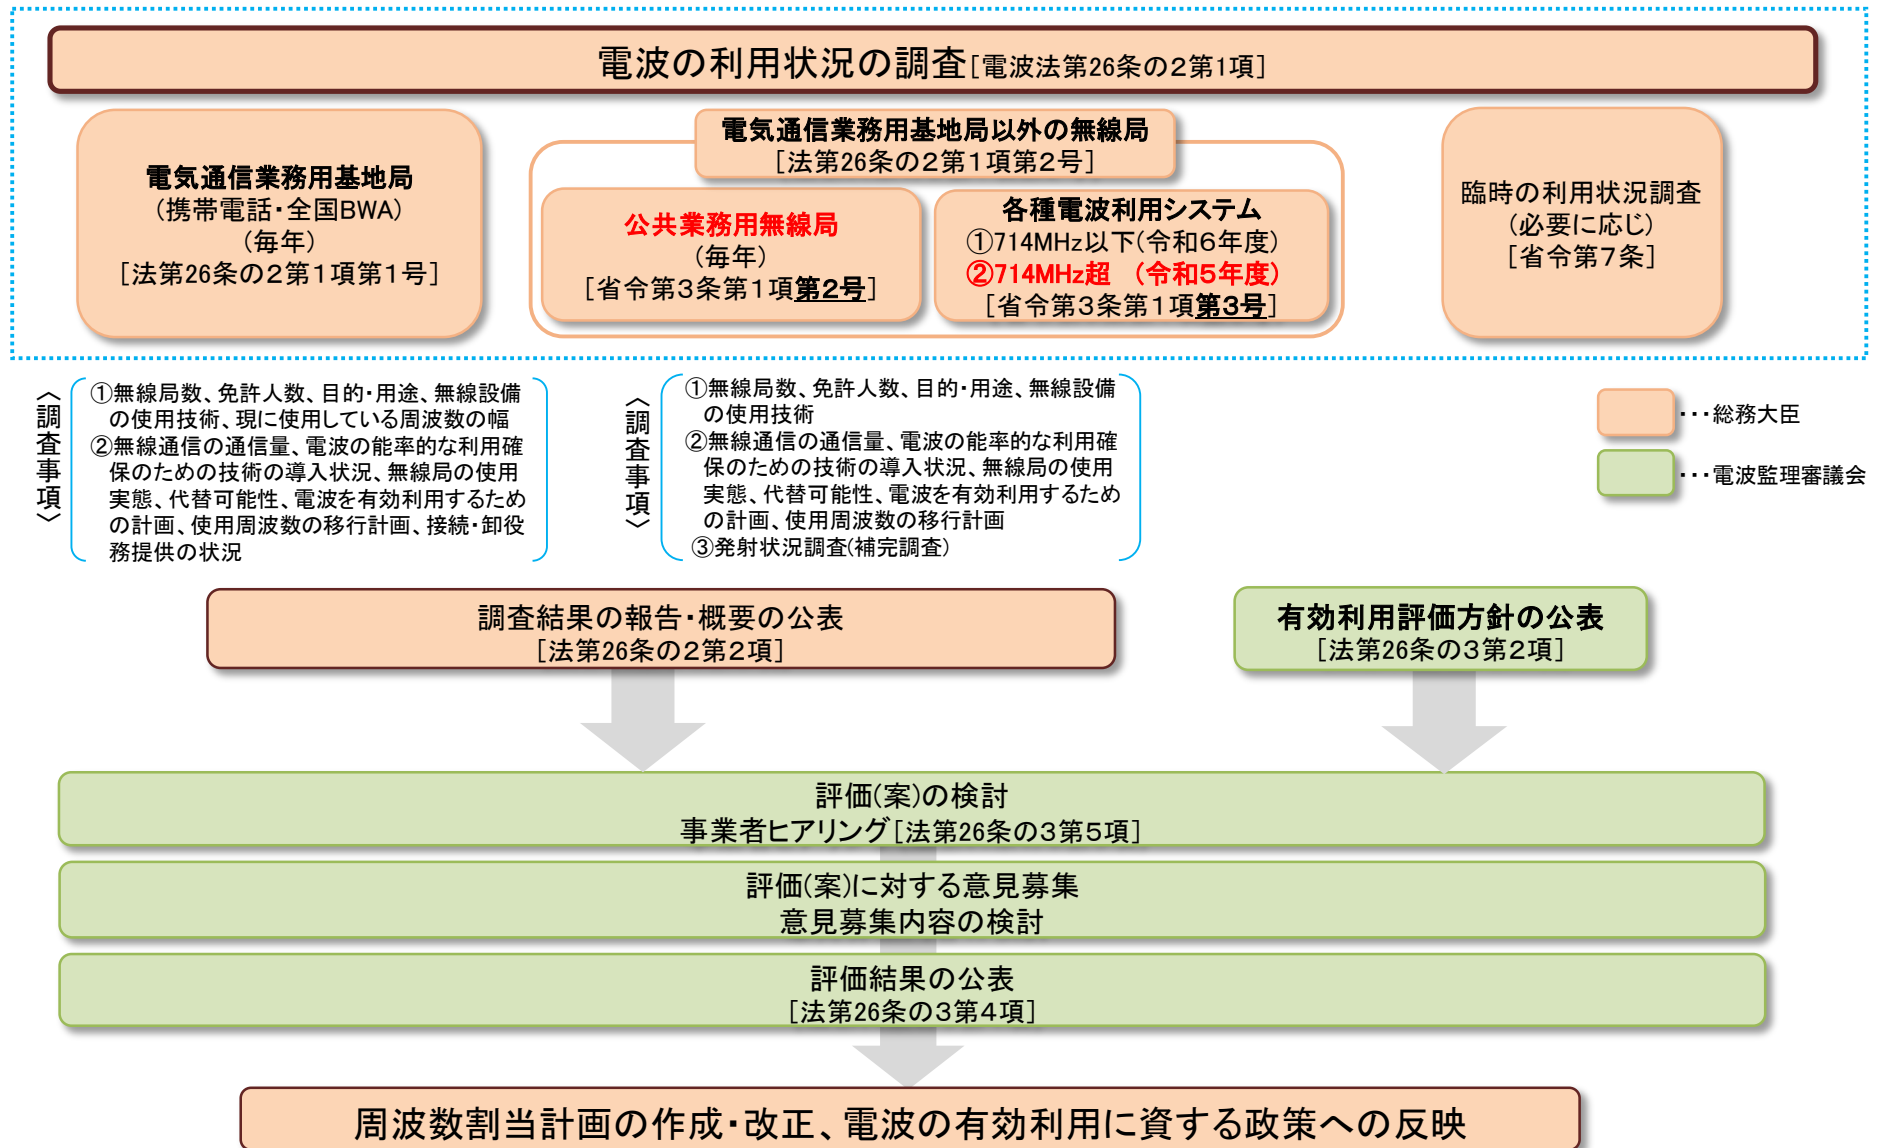 電波の利用状況の調査[電波法第26条の2第1項]
電気通信業務用基地局
(携帯電話・全国BWA)
(毎年)
[法第26条の2第1項第1号]
電気通信業務用基地局以外の無線局
[法第26条の2第1項第2号]
公共業務用無線局
(毎年)
[省令第3条第1項第2号]
各種電波利用システム
①714MHz以下(令和6年度)
②714MHz超 (令和5年度)
[省令第3条第1項第3号]
臨時の利用状況調査
(必要に応じ)
[省令第7条]
〈調査事項〉
①無線局数、免許人数、目的・用途、無線設備
の使用技術、現に使用している周波数の幅
②無線通信の通信量、電波の能率的な利用確
保のための技術の導入状況、無線局の使用
実態、代替可能性、電波を有効利用するため
の計画、使用周波数の移行計画、接続・卸役
務提供の状況
〈調査事項〉
①無線局数、免許人数、目的・用途、無線設備
の使用技術
②無線通信の通信量、電波の能率的な利用確
保のための技術の導入状況、無線局の使用
実態、代替可能性、電波を有効利用するため
の計画、使用周波数の移行計画
③発射状況調査(補完調査)
・・・総務大臣
・・・電波監理審議会
調査結果の報告・概要の公表
[法第26条の2第2項]
有効利用評価方針の公表
[法第26条の3第2項]
評価(案)の検討
事業者ヒアリング[法第26条の3第5項]
評価(案)に対する意見募集
意見募集内容の検討
評価結果の公表
[法第26条の3第4項]
周波数割当計画の作成・改正、電波の有効利用に資する政策への反映